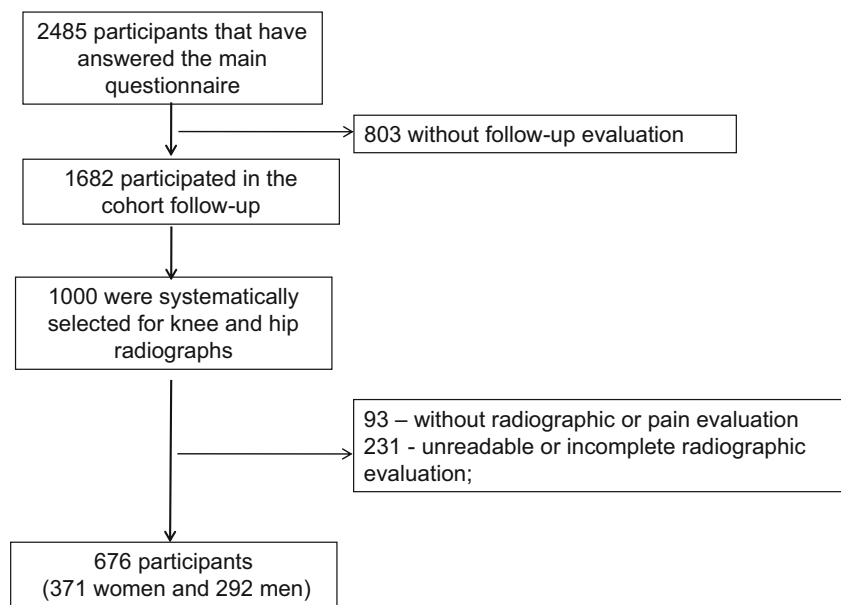 2485 participants that have
answered the main
questionnaire
803 without follow-up evaluation
1682 participated in the
cohort follow-up
1000 were systematically
selected for knee and hip
radiographs
93 – without radiographic or pain evaluation
231 - unreadable or incomplete radiographic
evaluation;
676 participants
(371 women and 292 men)